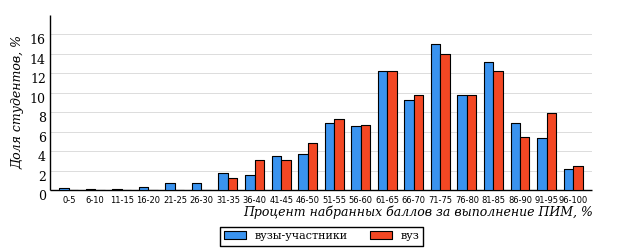 Доля студентов, %
16
14
12
10
8
6
4
2
0
0-5 6-10 11-15 16-20 21-25 26-30 31-35 36-40 41-45 46-50 51-55 56-60 61-65 66-70 71-75 76-80 81-85 86-90 91-95 96-100
Процент набранных баллов за выполнение ПИМ, %
вузы-участники вуз